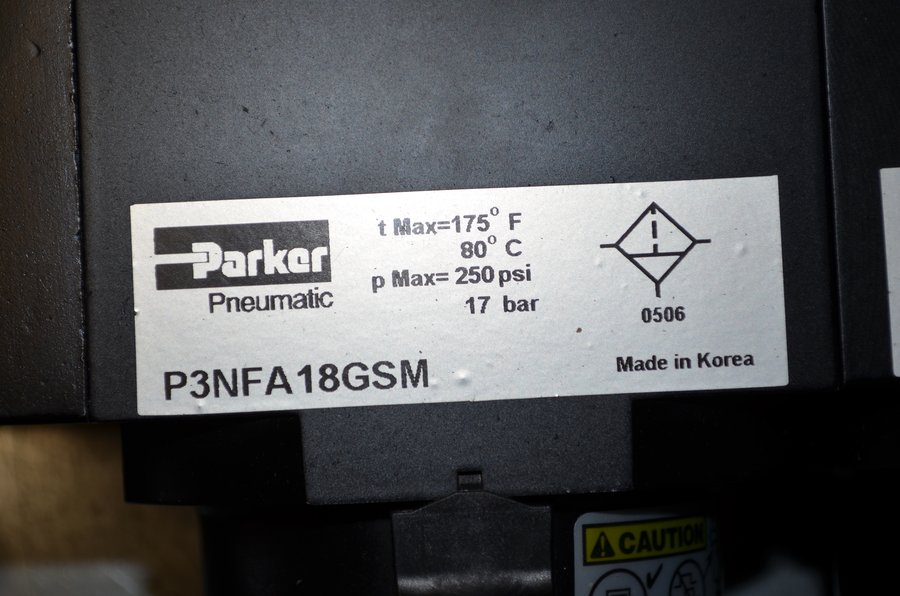 Parker
Pneumatic
t Max=175° F
80° C
p Max= 250 psi
17 bar
0506
P3NFA18GSM
Made in Korea
CAUTION